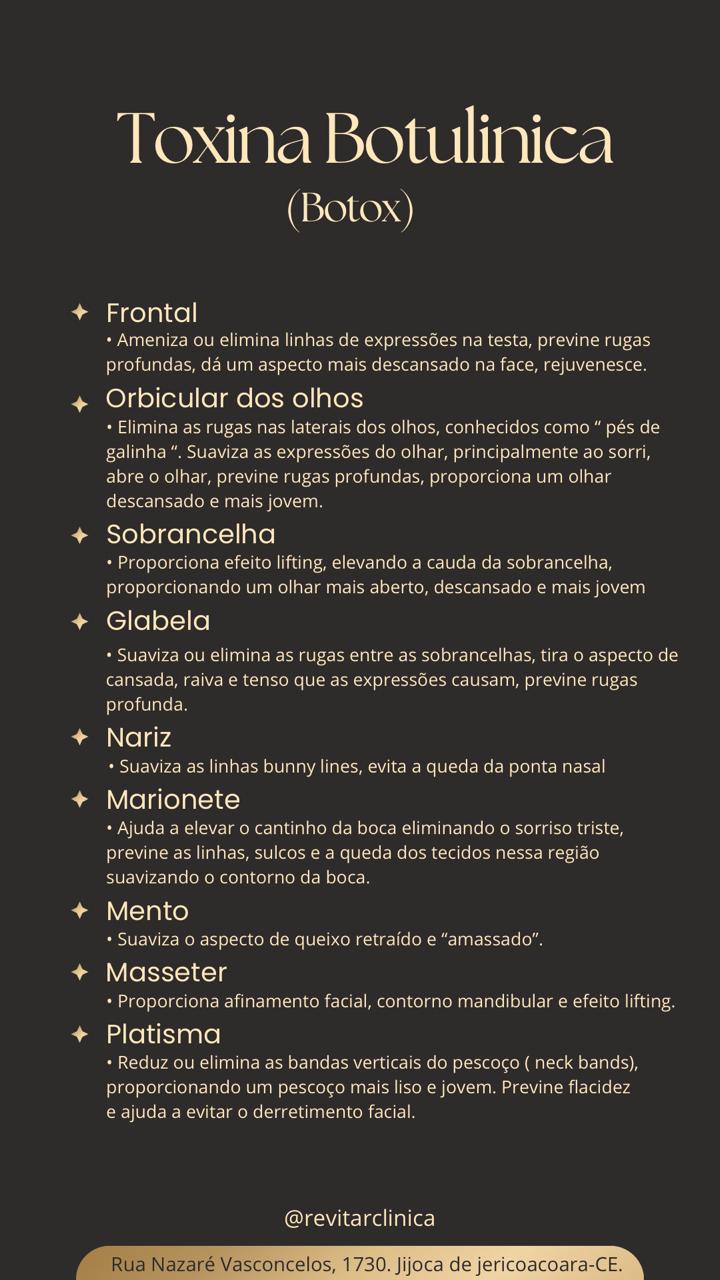 Toxina Botulinica
(Botox)
Frontal
• Ameniza ou elimina linhas de expressões na testa, previne rugas
profundas, dá um aspecto mais descansado na face, rejuvenesce.
Orbicular dos olhos
• Elimina as rugas nas laterais dos olhos, conhecidos como “ pés de
galinha “. Suaviza as expressões do olhar, principalmente ao sorri,
abre o olhar, previne rugas profundas, proporciona um olhar
descansado e mais jovem.
Sobrancelha
• Proporciona efeito lifting, elevando a cauda da sobrancelha,
proporcionando um olhar mais aberto, descansado e mais jovem
Glabela
• Suaviza ou elimina as rugas entre as sobrancelhas, tira o aspecto de
cansada, raiva e tenso que as expressões causam, previne rugas
profunda.
Nariz
• Suaviza as linhas bunny lines, evita a queda da ponta nasal
Marionete
• Ajuda a elevar o cantinho da boca eliminando o sorriso triste,
previne as linhas, sulcos e a queda dos tecidos nessa região
suavizando o contorno da boca.
Mento
• Suaviza o aspecto de queixo retraído e “amassado”.
Masseter
• Proporciona afinamento facial, contorno mandibular e efeito lifting.
Platisma
• Reduz ou elimina as bandas verticais do pescoço ( neck bands),
proporcionando um pescoço mais liso e jovem. Previne flacidez
e ajuda a evitar o derretimento facial.
@revitarclinica
Rua Nazaré Vasconcelos, 1730. Jijoca de jericoacoara-CE.